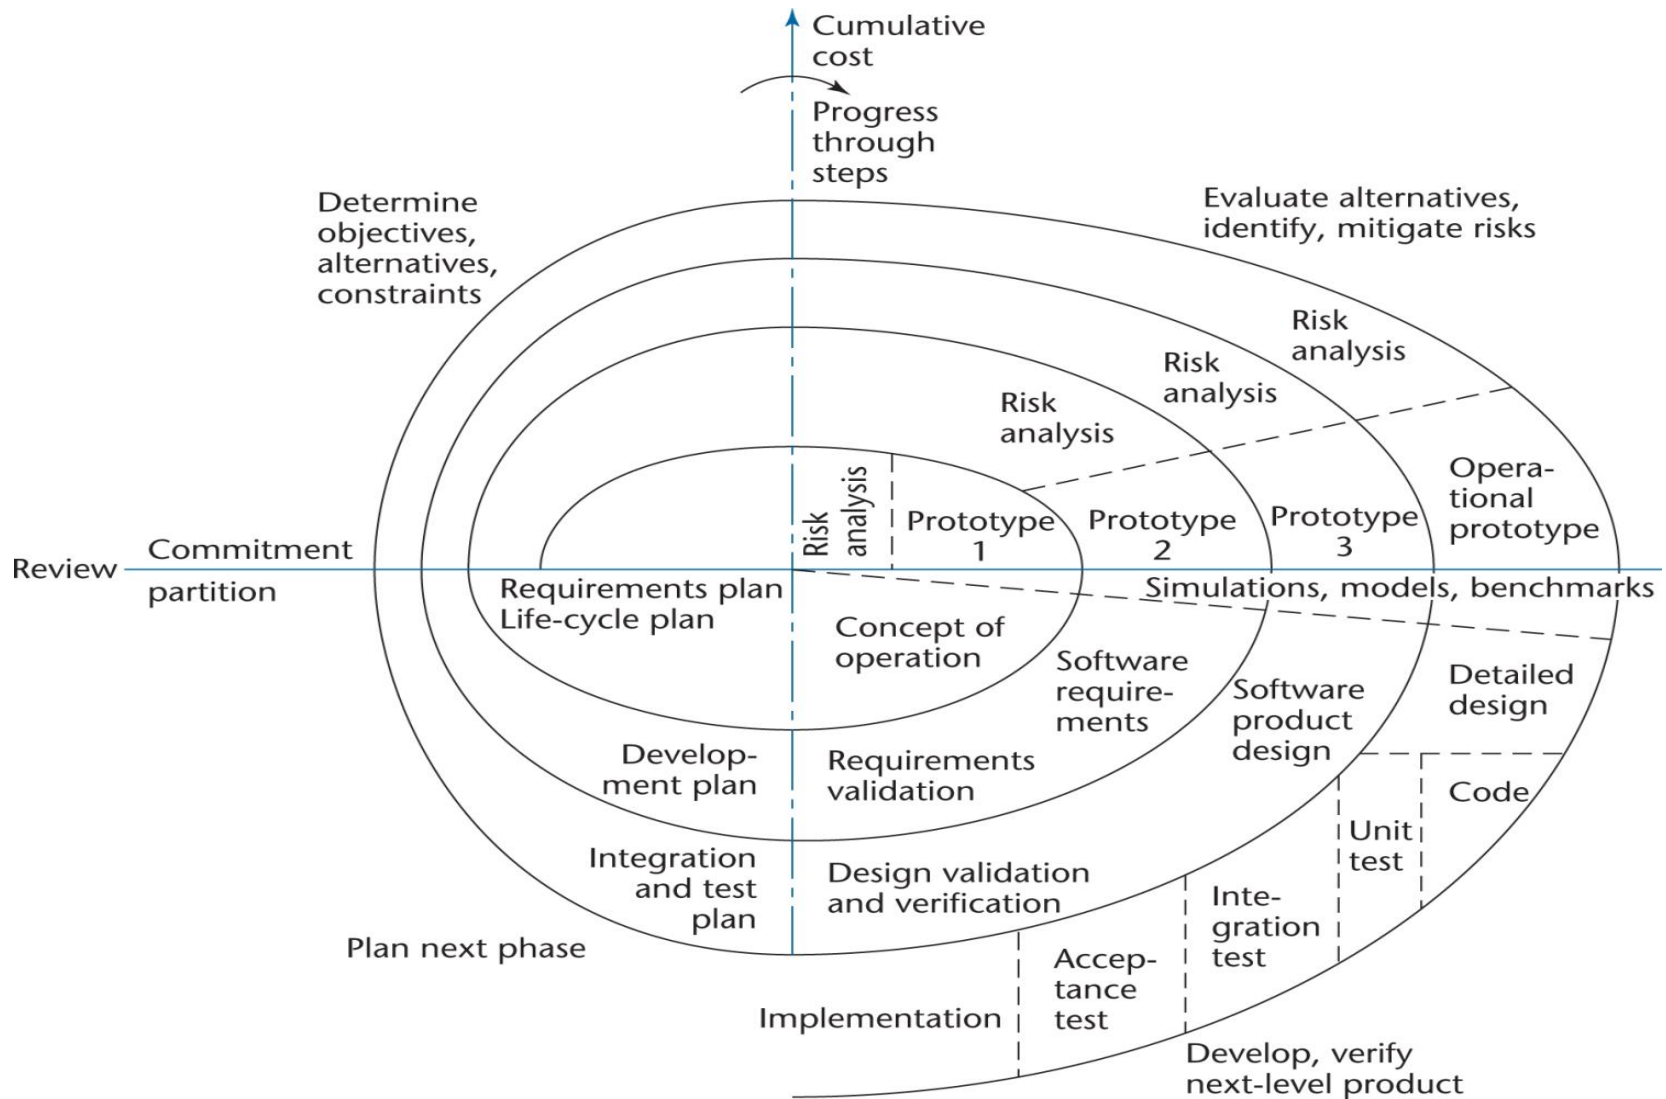 Cumulative
cost
Progress
through
steps
Determine
objectives,
alternatives,
constraints
Evaluate alternatives,
identify, mitigate risks
Risk
analysis
Risk
analysis
Risk
analysis
Risk
analysis
Prototype
1
Prototype
2
Prototype
3
Opera-
tional
prototype
Review
Commitment
partition
Requirements plan
Life-cycle plan
Simulations, models, benchmarks
Concept of
operation
Software
require-
ments
Software
product
design
Detailed
design
Develop-
ment plan
Requirements
validation
Code
Unit
test
Integration
and test
plan
Design validation
and verification
Inte-
gration
test
Plan next phase
Accep-
tance
test
Implementation
Develop, verify
next-level product